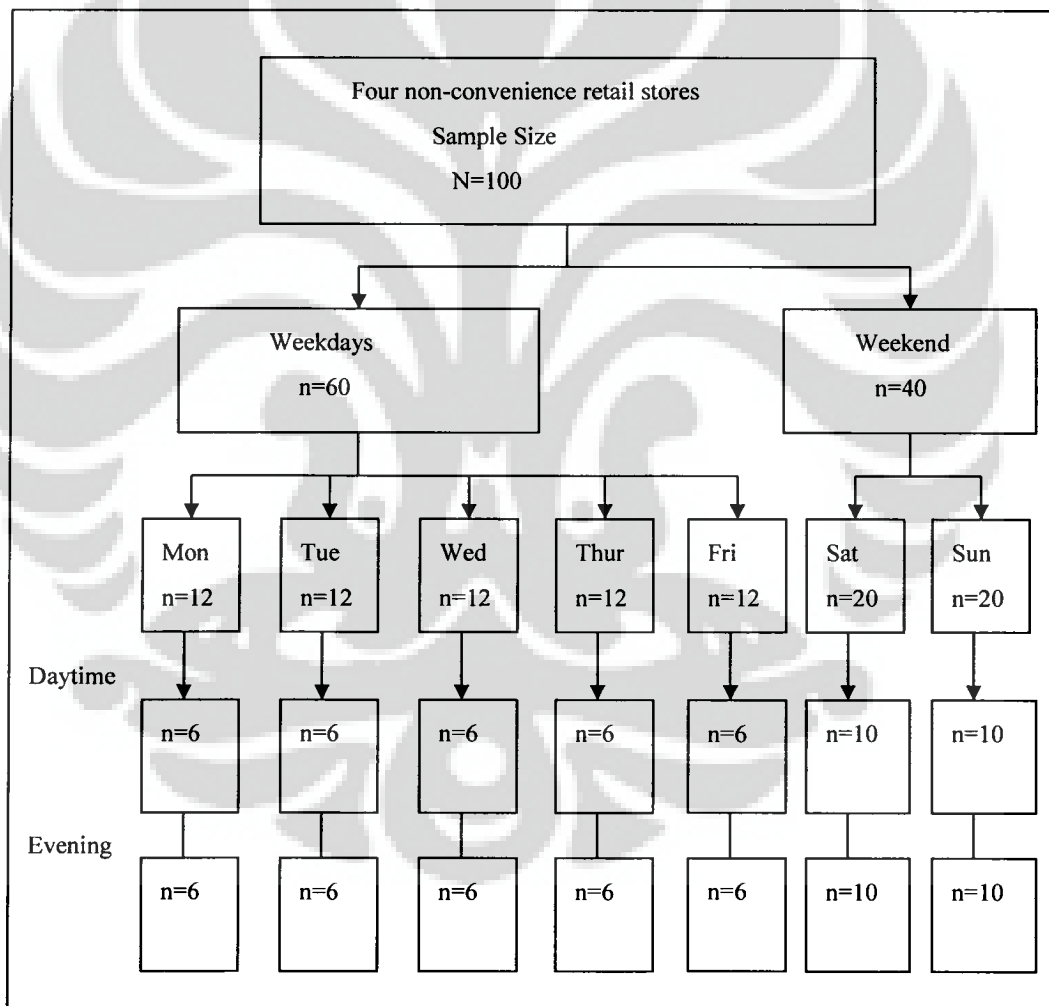 Four non-convenience retail stores
Sample Size
N=100
Weekdays
n=60
Weekend
n=40
Mon
n=12
Tue
n=12
Wed
n=12
Thur
n=12
Fri
n=12
Sat
n=20
Sun
n=20
Daytime
n=6
n=6
n=6
n=6
n=6
n=10
n=10
Evening
n=6
n=6
n=6
n=6
n=6
n=10
n=10